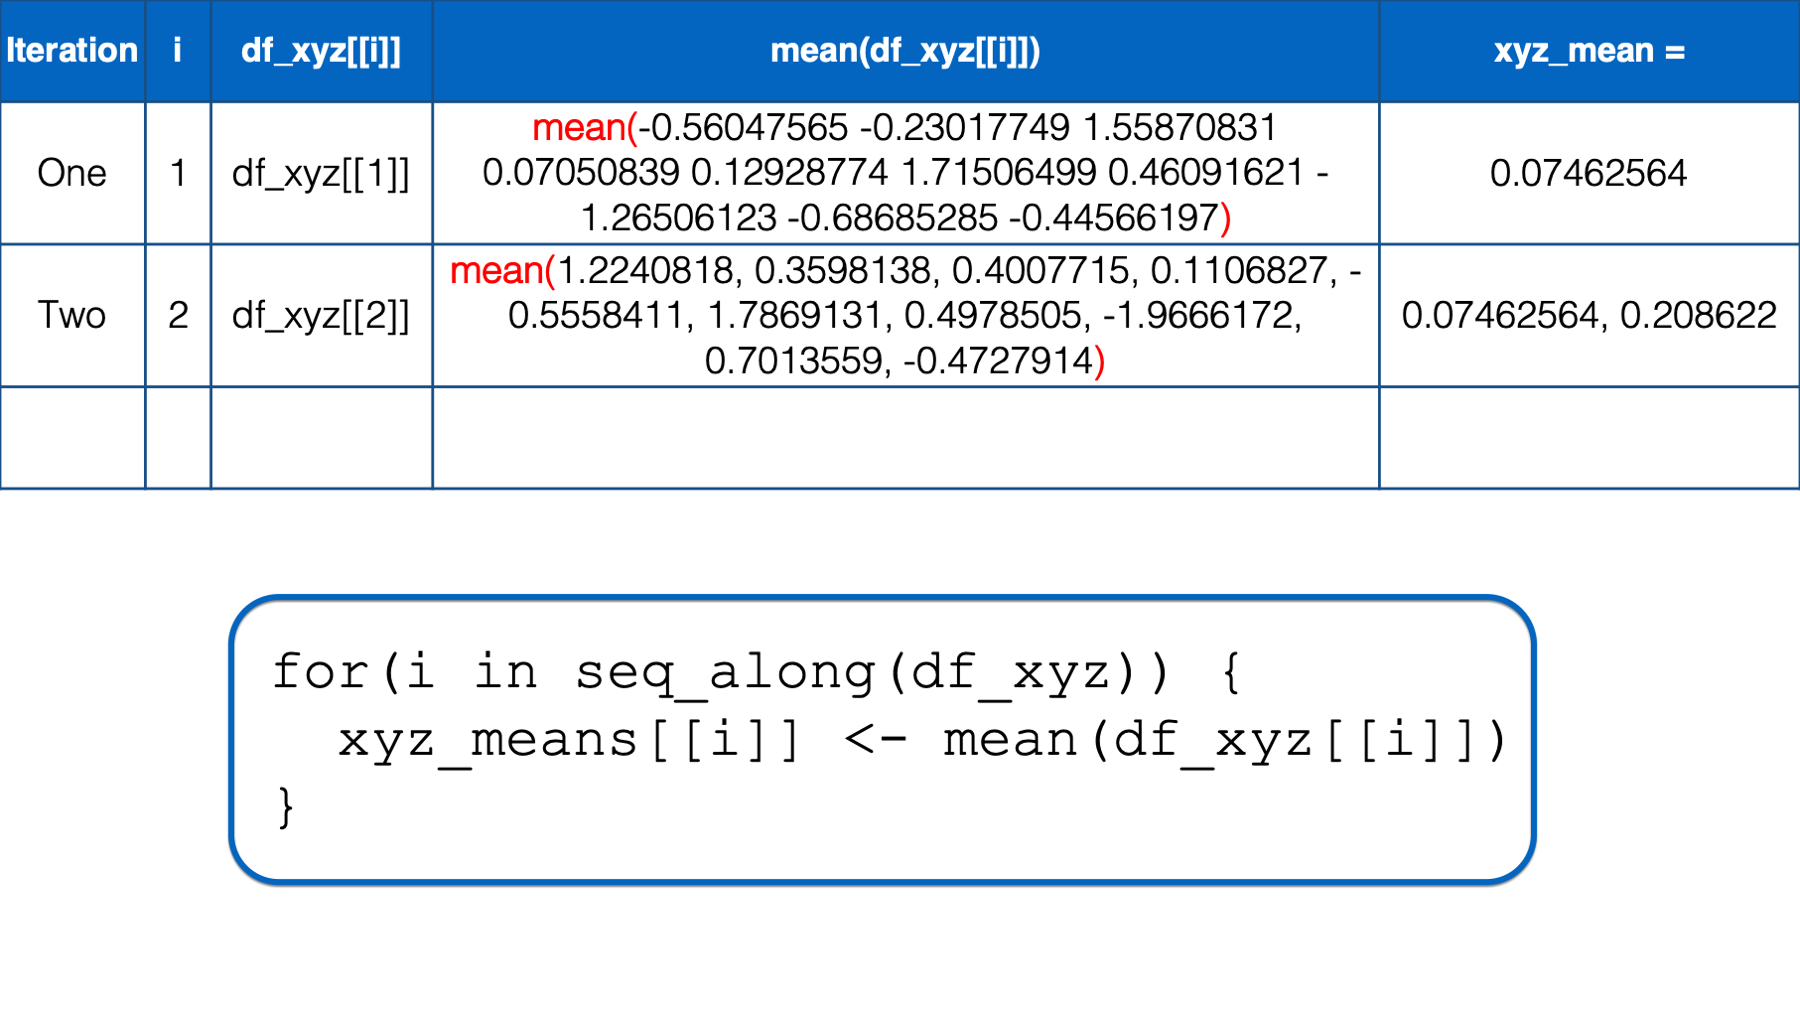 Iteration i df_xyz[[i]] mean(df_xyz[[i]]) xyz_mean =
mean(-0.56047565 -0.23017749 1.55870831
One 1 df_xyz[[1]] 0.07050839 0.12928774 1.71506499 0.46091621 - 0.07462564
1.26506123 -0.68685285 -0.44566197)
mean(1.2240818, 0.3598138, 0.4007715, 0.1106827, -
Two 2 df_xyz[[2]] 0.5558411, 1.7869131, 0.4978505, -1.9666172, 0.07462564, 0.208622
0.7013559, -0.4727914)
for(i in seq_along(df_xyz)) {
xyz_means[[i]] <- mean(df_xyz[[i]])
}